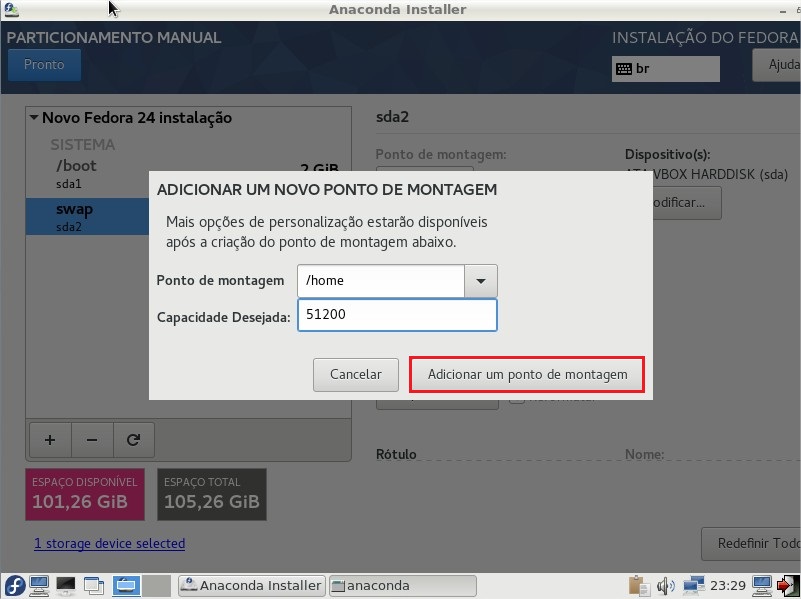 Anaconda Installer
PARTICIONAMENTO MANUAL
INSTALAÇÃO DO FEDORA
Pronto
br
Ajuda
Novo Fedora 24 instalação
sda2
SISTEMA
/boot
2 GiB
sda1
swap
sda2
Ponto de montagem:
Dispositivo(s):
ATA VBOX HARDDISK (sda)
odificar...
ADICIONAR UM NOVO PONTO DE MONTAGEM
Mais opções de personalização estarão disponíveis
após a criação do ponto de montagem abaixo.
Ponto de montagem
/home
Capacidade Desejada:
51200
Cancelar
Adicionar um ponto de montagem
Rótulo
Nome:
ESPAÇO DISPONÍVEL
101,26 GiB
ESPAÇO TOTAL
105,26 GiB
1 storage device selected
Redefinir Todo
Anaconda Installer
anaconda
23:29